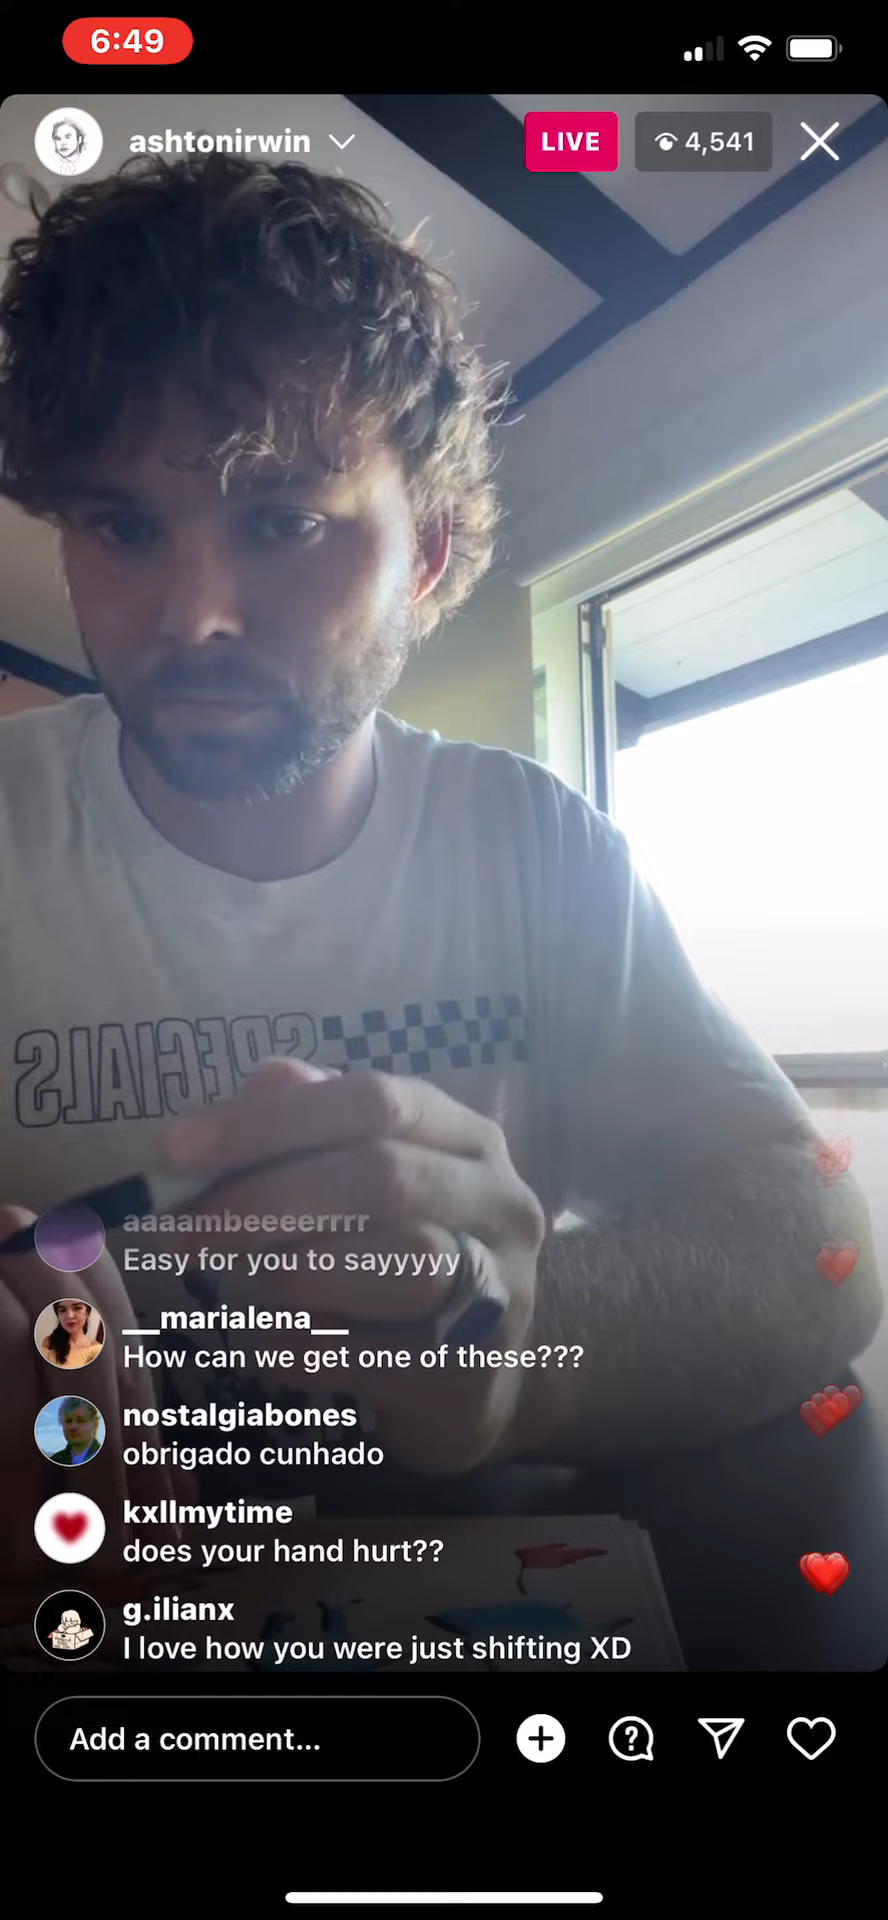 6:49
ashtonirwin
LIVE
4,541
SPECIALS
aaaambeeeerrrr
Easy for you to sayyyyy
__marialena__
How can we get one of these???
nostalgiabones
obrigado cunhado
kxllmytime
does your hand hurt??
g.ilianx
I love how you were just shifting XD
Add a comment...